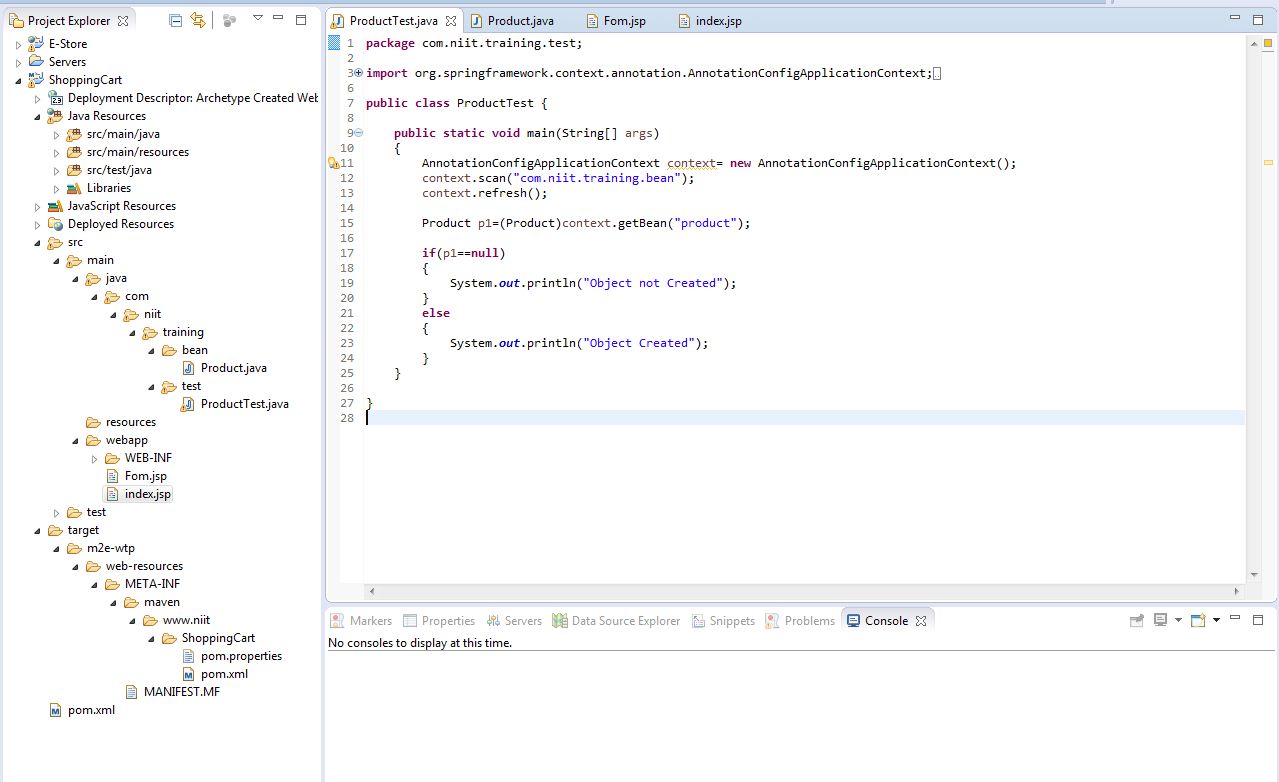 Project Explorer
E-Store
Servers
ShoppingCart
Deployment Descriptor: Archetype Created Web
Java Resources
src/main/java
src/main/resources
src/test/java
Libraries
JavaScript Resources
Deployed Resources
src
main
java
com
niit
training
bean
Product.java
test
ProductTest.java
resources
webapp
WEB-INF
Fom.jsp
index.jsp
test
target
m2e-wtp
web-resources
META-INF
maven
www.niit
ShoppingCart
pom.properties
pom.xml
MANIFEST.MF
pom.xml
ProductTest.java Product.java Fom.jsp index.jsp
1 package com.niit.training.test;
2
3 import org.springframework.context.annotation.AnnotationConfigApplicationContext;
6
7 public class ProductTest {
8
9 public static void main(String[] args)
10 {
11 AnnotationConfigApplicationContext context= new AnnotationConfigApplicationContext();
12 context.scan("com.niit.training.bean");
13 context.refresh();
14
15 Product p1=(Product)context.getBean("product");
16
17 if(p1==null)
18 {
19 System.out.println("Object not Created");
20 }
21 else
22 {
23 System.out.println("Object Created");
24 }
25 }
26
27 }
28
Markers Properties Servers Data Source Explorer Snippets Problems Console
No consoles to display at this time.